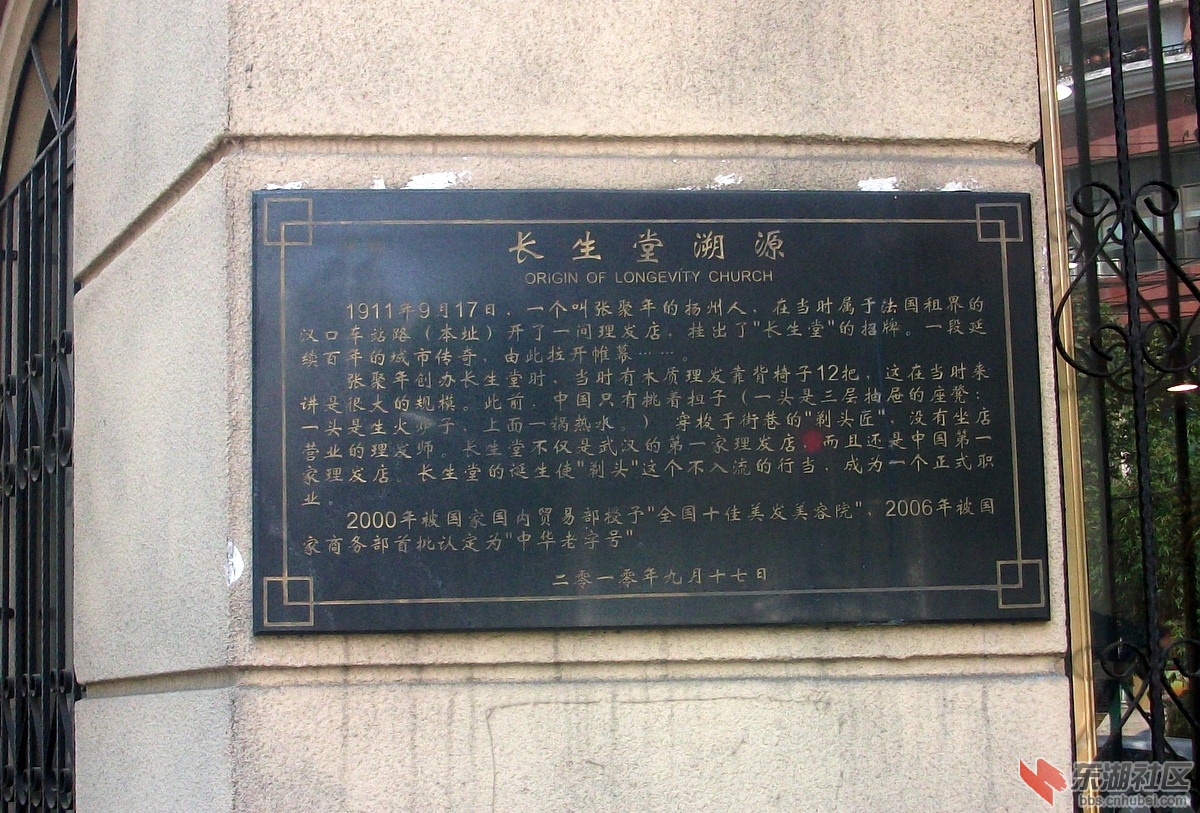 长生堂溯源
ORIGIN OF LONGEVITY CHURCH
1911年9月17日，一个叫张聚年的扬州人，在当时属于法国租界的
汉口车站路（本址）开了一间理发店，挂出了"长生堂"的招牌。一段延
续百年的城市传奇，由此拉开帷幕……。
张聚年创办长生堂时，当时有木质理发靠背椅子12把，这在当时来
讲是很大的规模。此前，中国只有挑着担子（一头是三层抽屉的座凳；
一头是生火炉子，上面一锅热水。）穿梭于街巷的"剃头匠"，没有坐店
营业的理发师。长生堂不仅是武汉的第一家理发店，而且还是中国第一
家理发店。长生堂的诞生使"剃头"这个不入流的行当，成为一个正式职
业。
2000年被国家国内贸易部授予"全国十佳美发美容院"，2006年被国
家商务部首批认定为"中华老字号"
二零一零年九月十七日
东湖社区
bbs.cnhubei.com